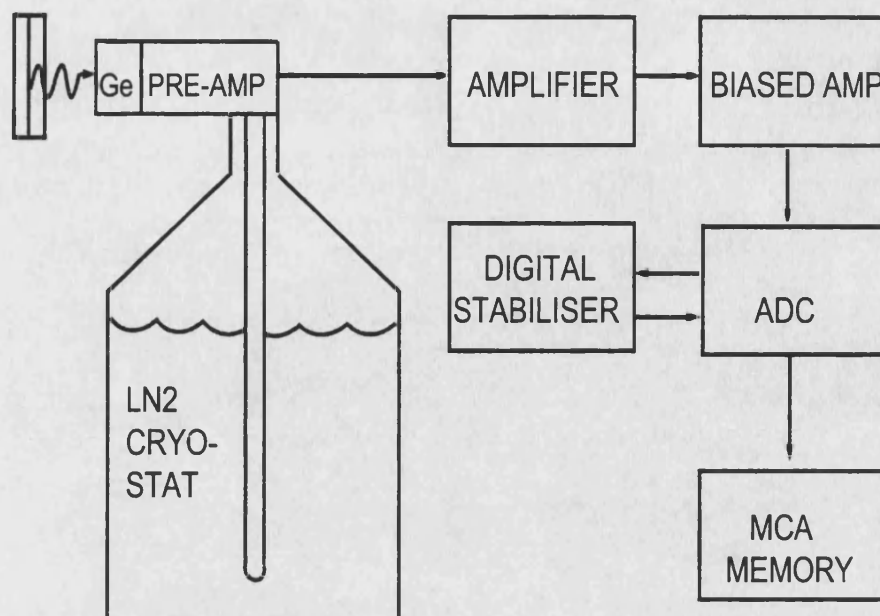 Ge
PRE-AMP
AMPLIFIER
BIASED AMP
DIGITAL
STABILISER
ADC
LN2
CRYO-
STAT
MCA
MEMORY